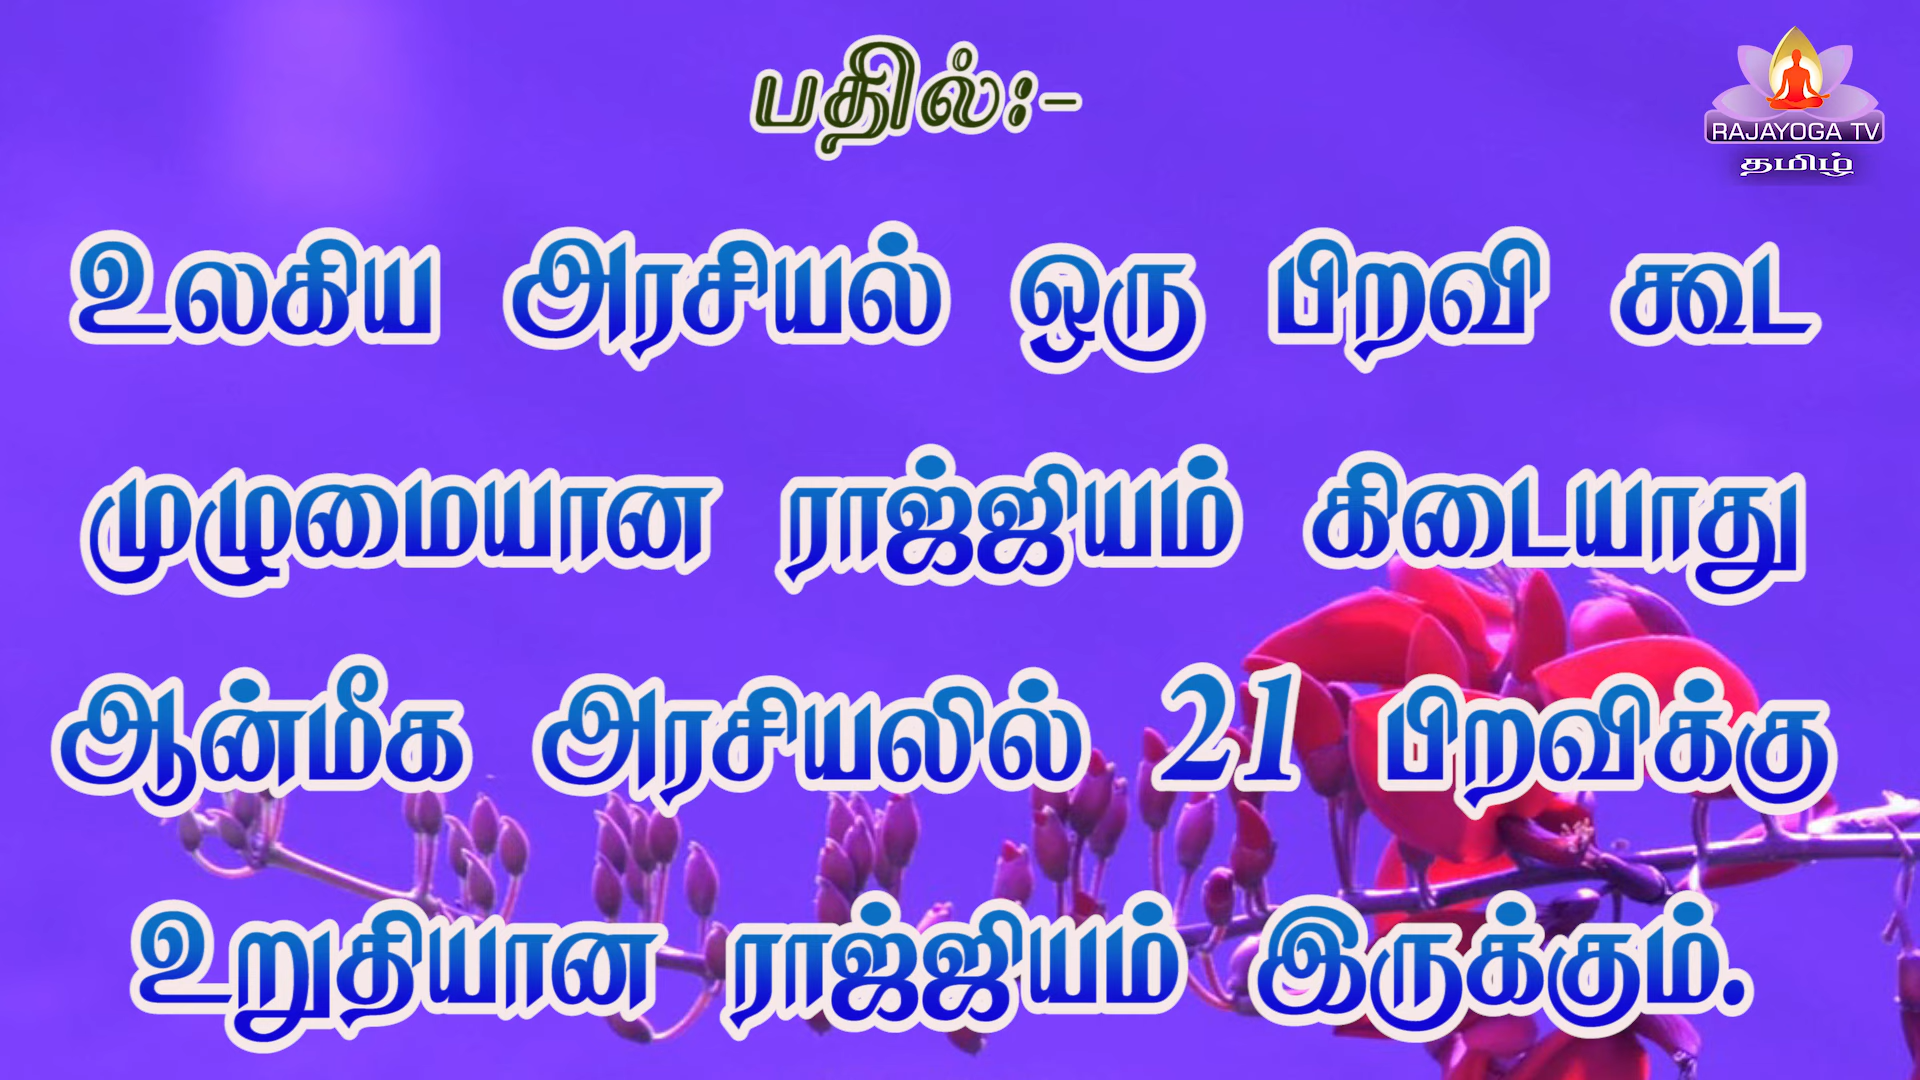 பதில்:-
RAJAYOGA TV
தமிழ்
உலகிய அரசியல் ஒரு பிறவி கூட
முழுமையான ராஜ்ஜியம் கிடையாது
ஆன்மீக அரசியலில் 21 பிறவிக்கு
உறுதியான ராஜ்ஜியம் இருக்கும்.